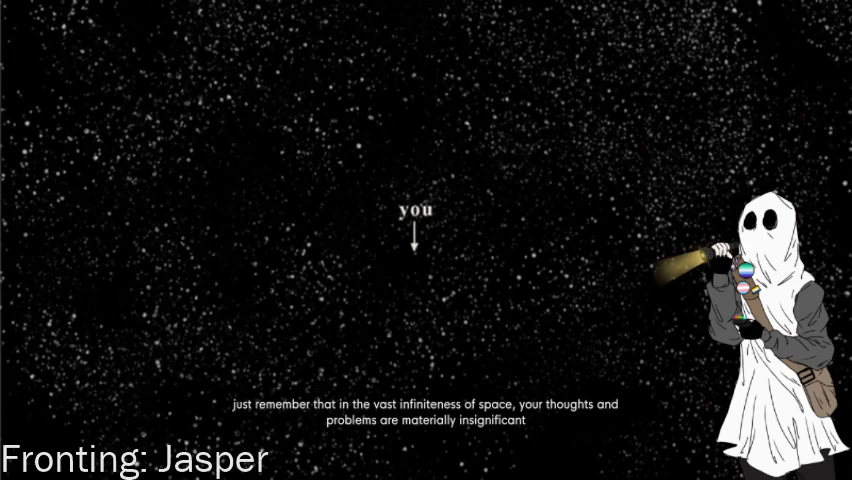 you
just remember that in the vast infiniteness of space, your thoughts and
problems are materially insignificant
Fronting: Jasper